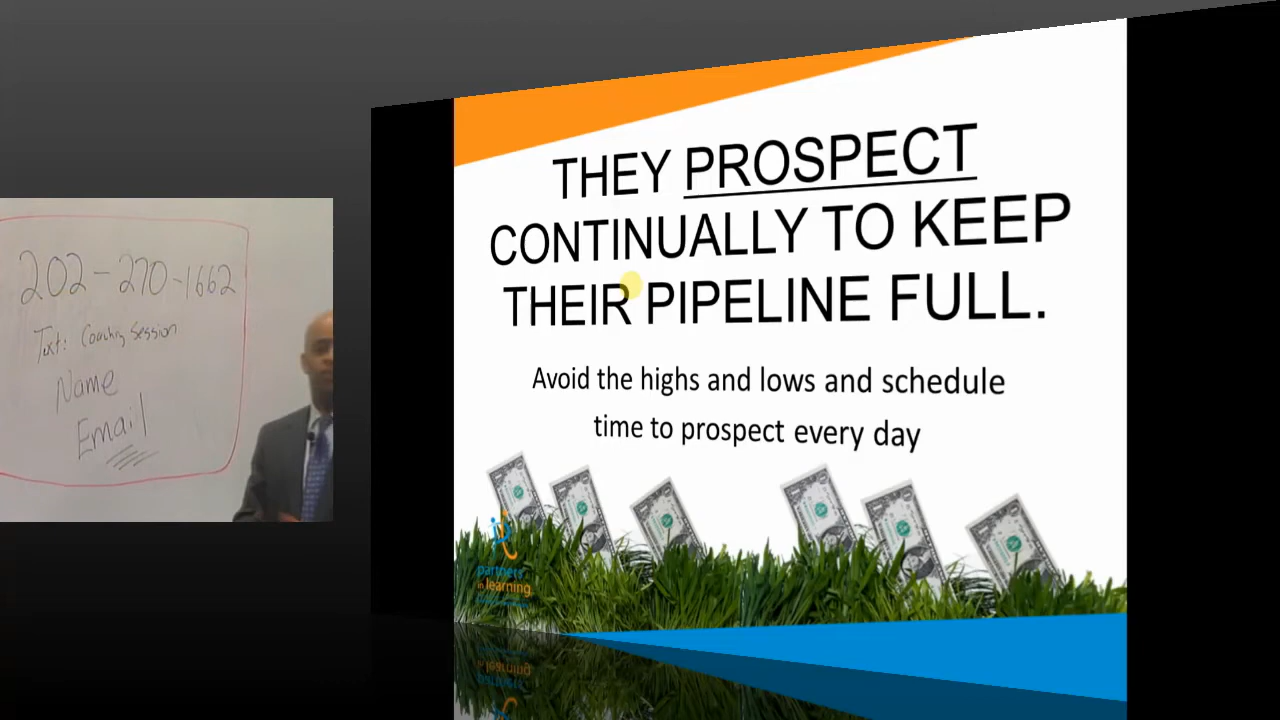 202-270-1662
Text: Coaching Session
Name
Email
THEY PROSPECT
CONTINUALLY TO KEEP
THEIR PIPELINE FULL.
Avoid the highs and lows and schedule
time to prospect every day
partners
in learning